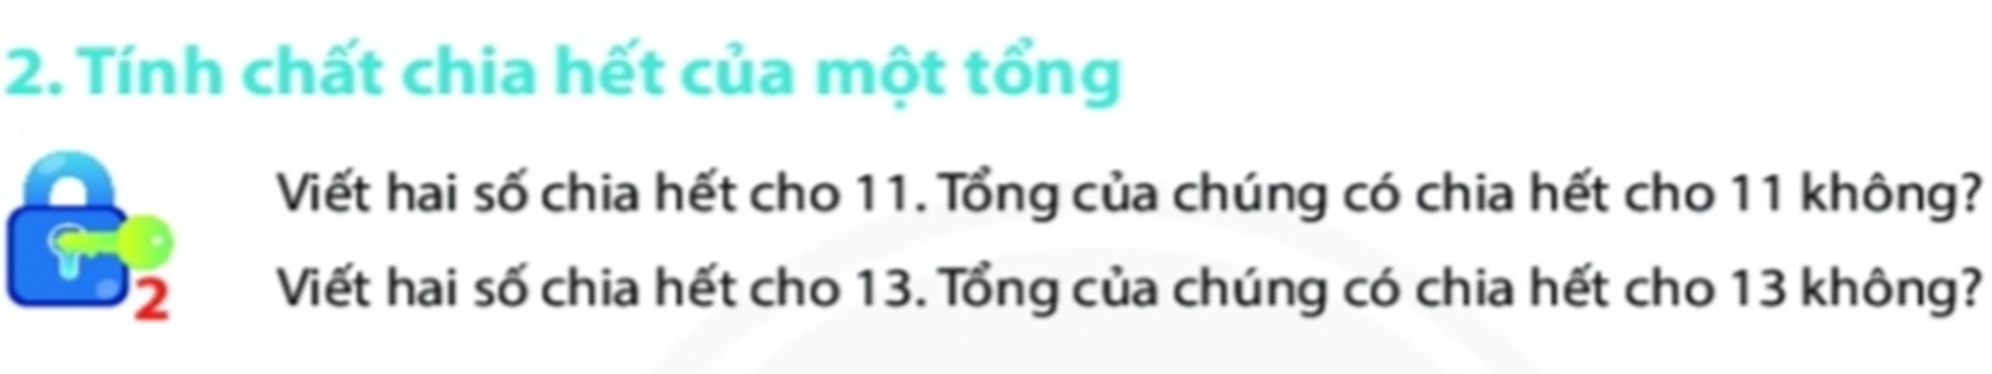 2. Tính chất chia hết của một tổng
Viết hai số chia hết cho 11. Tổng của chúng có chia hết cho 11 không?
Viết hai số chia hết cho 13. Tổng của chúng có chia hết cho 13 không?
2